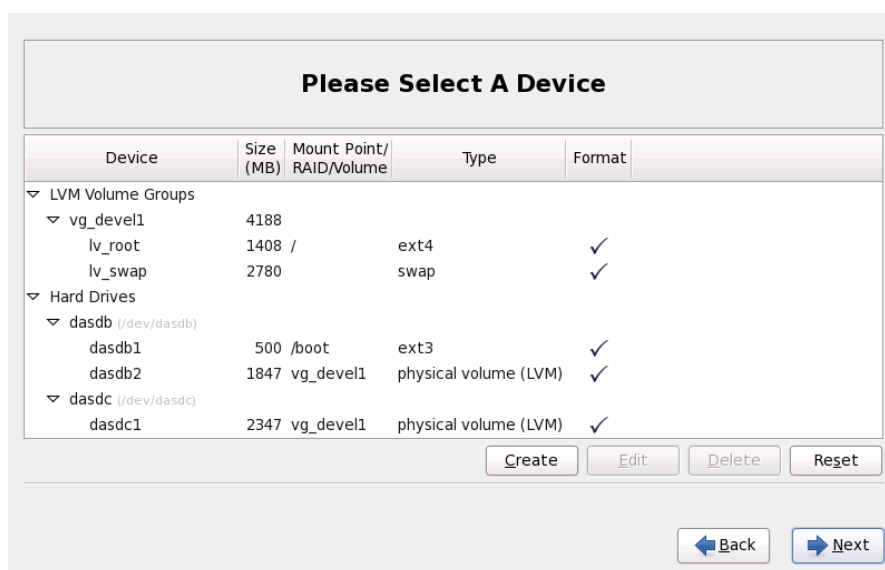 Please Select A Device
Device Size (MB) Mount Point/ RAID/Volume Type Format
LVM Volume Groups
vg_devel1 4188
lv_root 1408 / ext4
lv_swap 2780 swap
Hard Drives
dasdb (/dev/dasdb)
dasdb1 500 /boot ext3
dasdb2 1847 vg_devel1 physical volume (LVM)
dasdc (/dev/dasdc)
dasdc1 2347 vg_devel1 physical volume (LVM)
Create Edit Delete Reset
Back Next